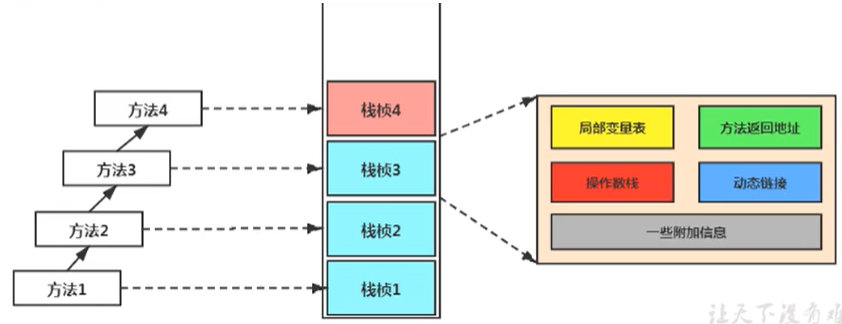 方法4
栈桢4
方法3
栈桢3
方法2
栈桢2
方法1
栈桢1
局部变量表
方法返回地址
操作数栈
动态链接
一些附加信息
让天下没有难